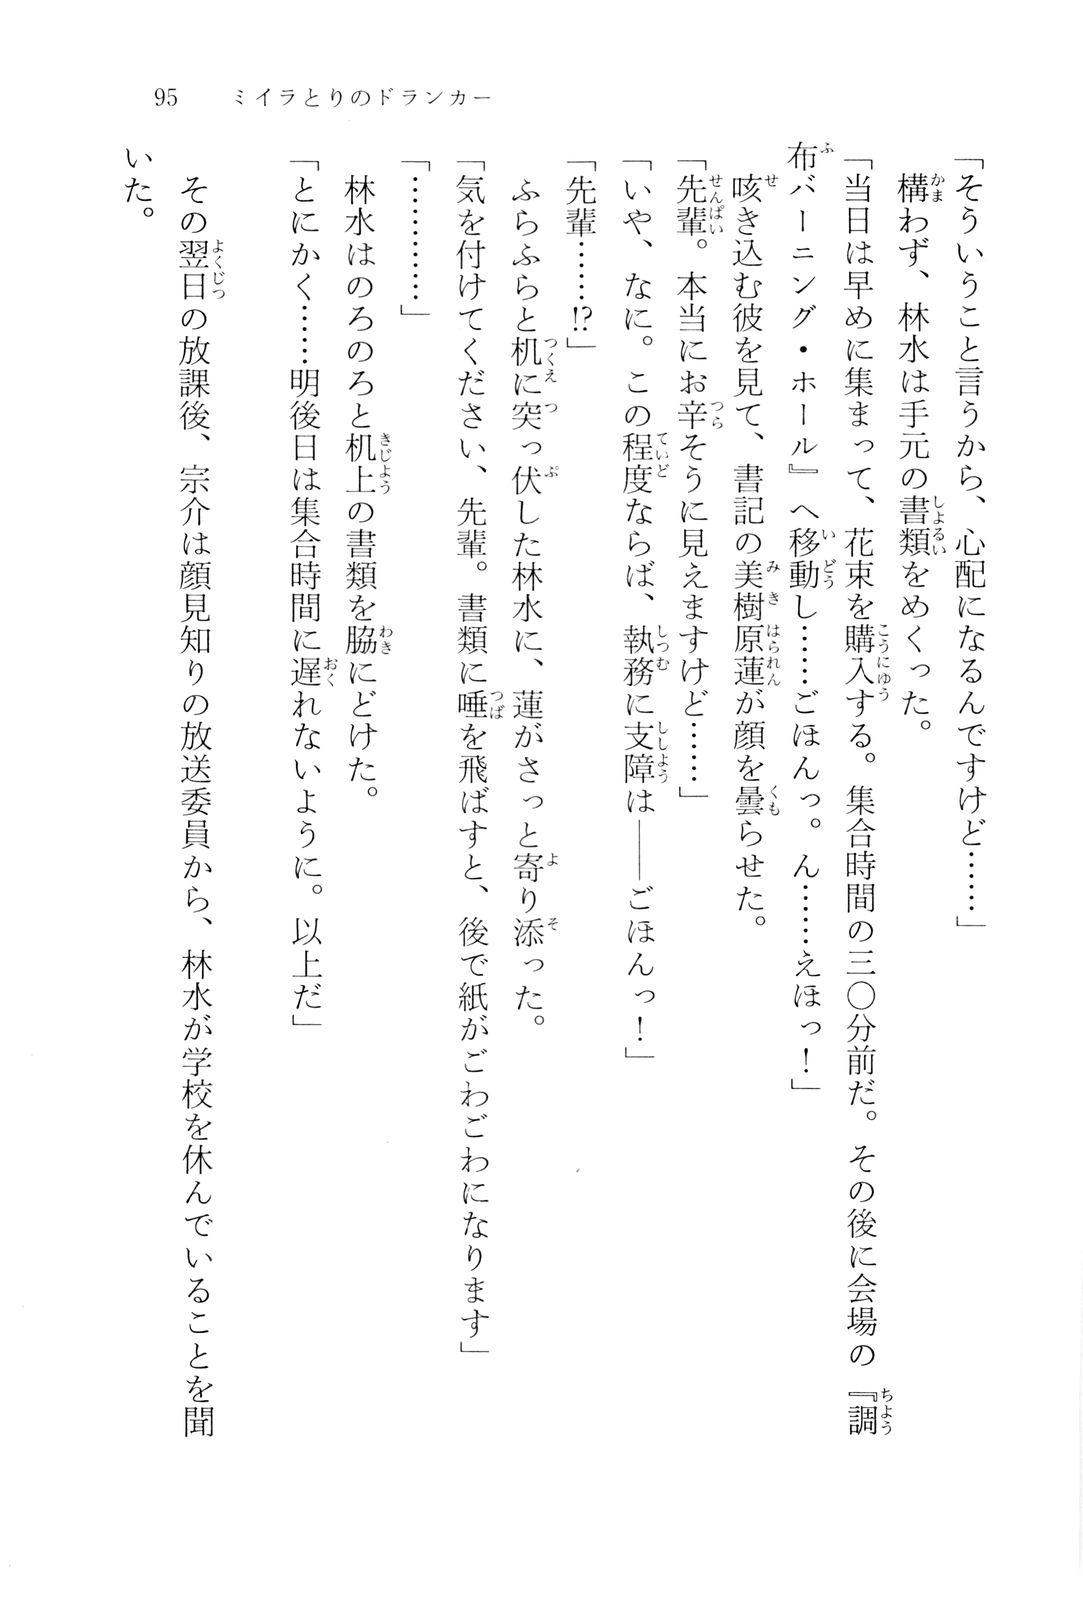 95　ミイラとりのドランカー
「そういうこと言うから、心配になるんですけど……」
構わず、林水は手元の書類をめくった。
「当日は早めに集まって、花束を購入する。集合時間の三〇分前だ。その後に会場の『調
布バーニング・ホール』へ移動し……ごほんっ。ん……えほっ！」
咳き込む彼を見て、書記の美樹原蓮が顔を曇らせた。
「先輩。本当にお辛そうに見えますけど……」
「いや、なに。この程度ならば、執務に支障は――ごほんっ！」
「先輩……!?」
ふらふらと机に突っ伏した林水に、蓮がさっと寄り添った。
「気を付けてください、先輩。書類に唾を飛ばすと、後で紙がごわごわになります」
「…………」
林水はのろのろと机上の書類を脇にどけた。
「とにかく……明後日は集合時間に遅れないように。以上だ」
その翌日の放課後、宗介は顔見知りの放送委員から、林水が学校を休んでいることを聞
いた。